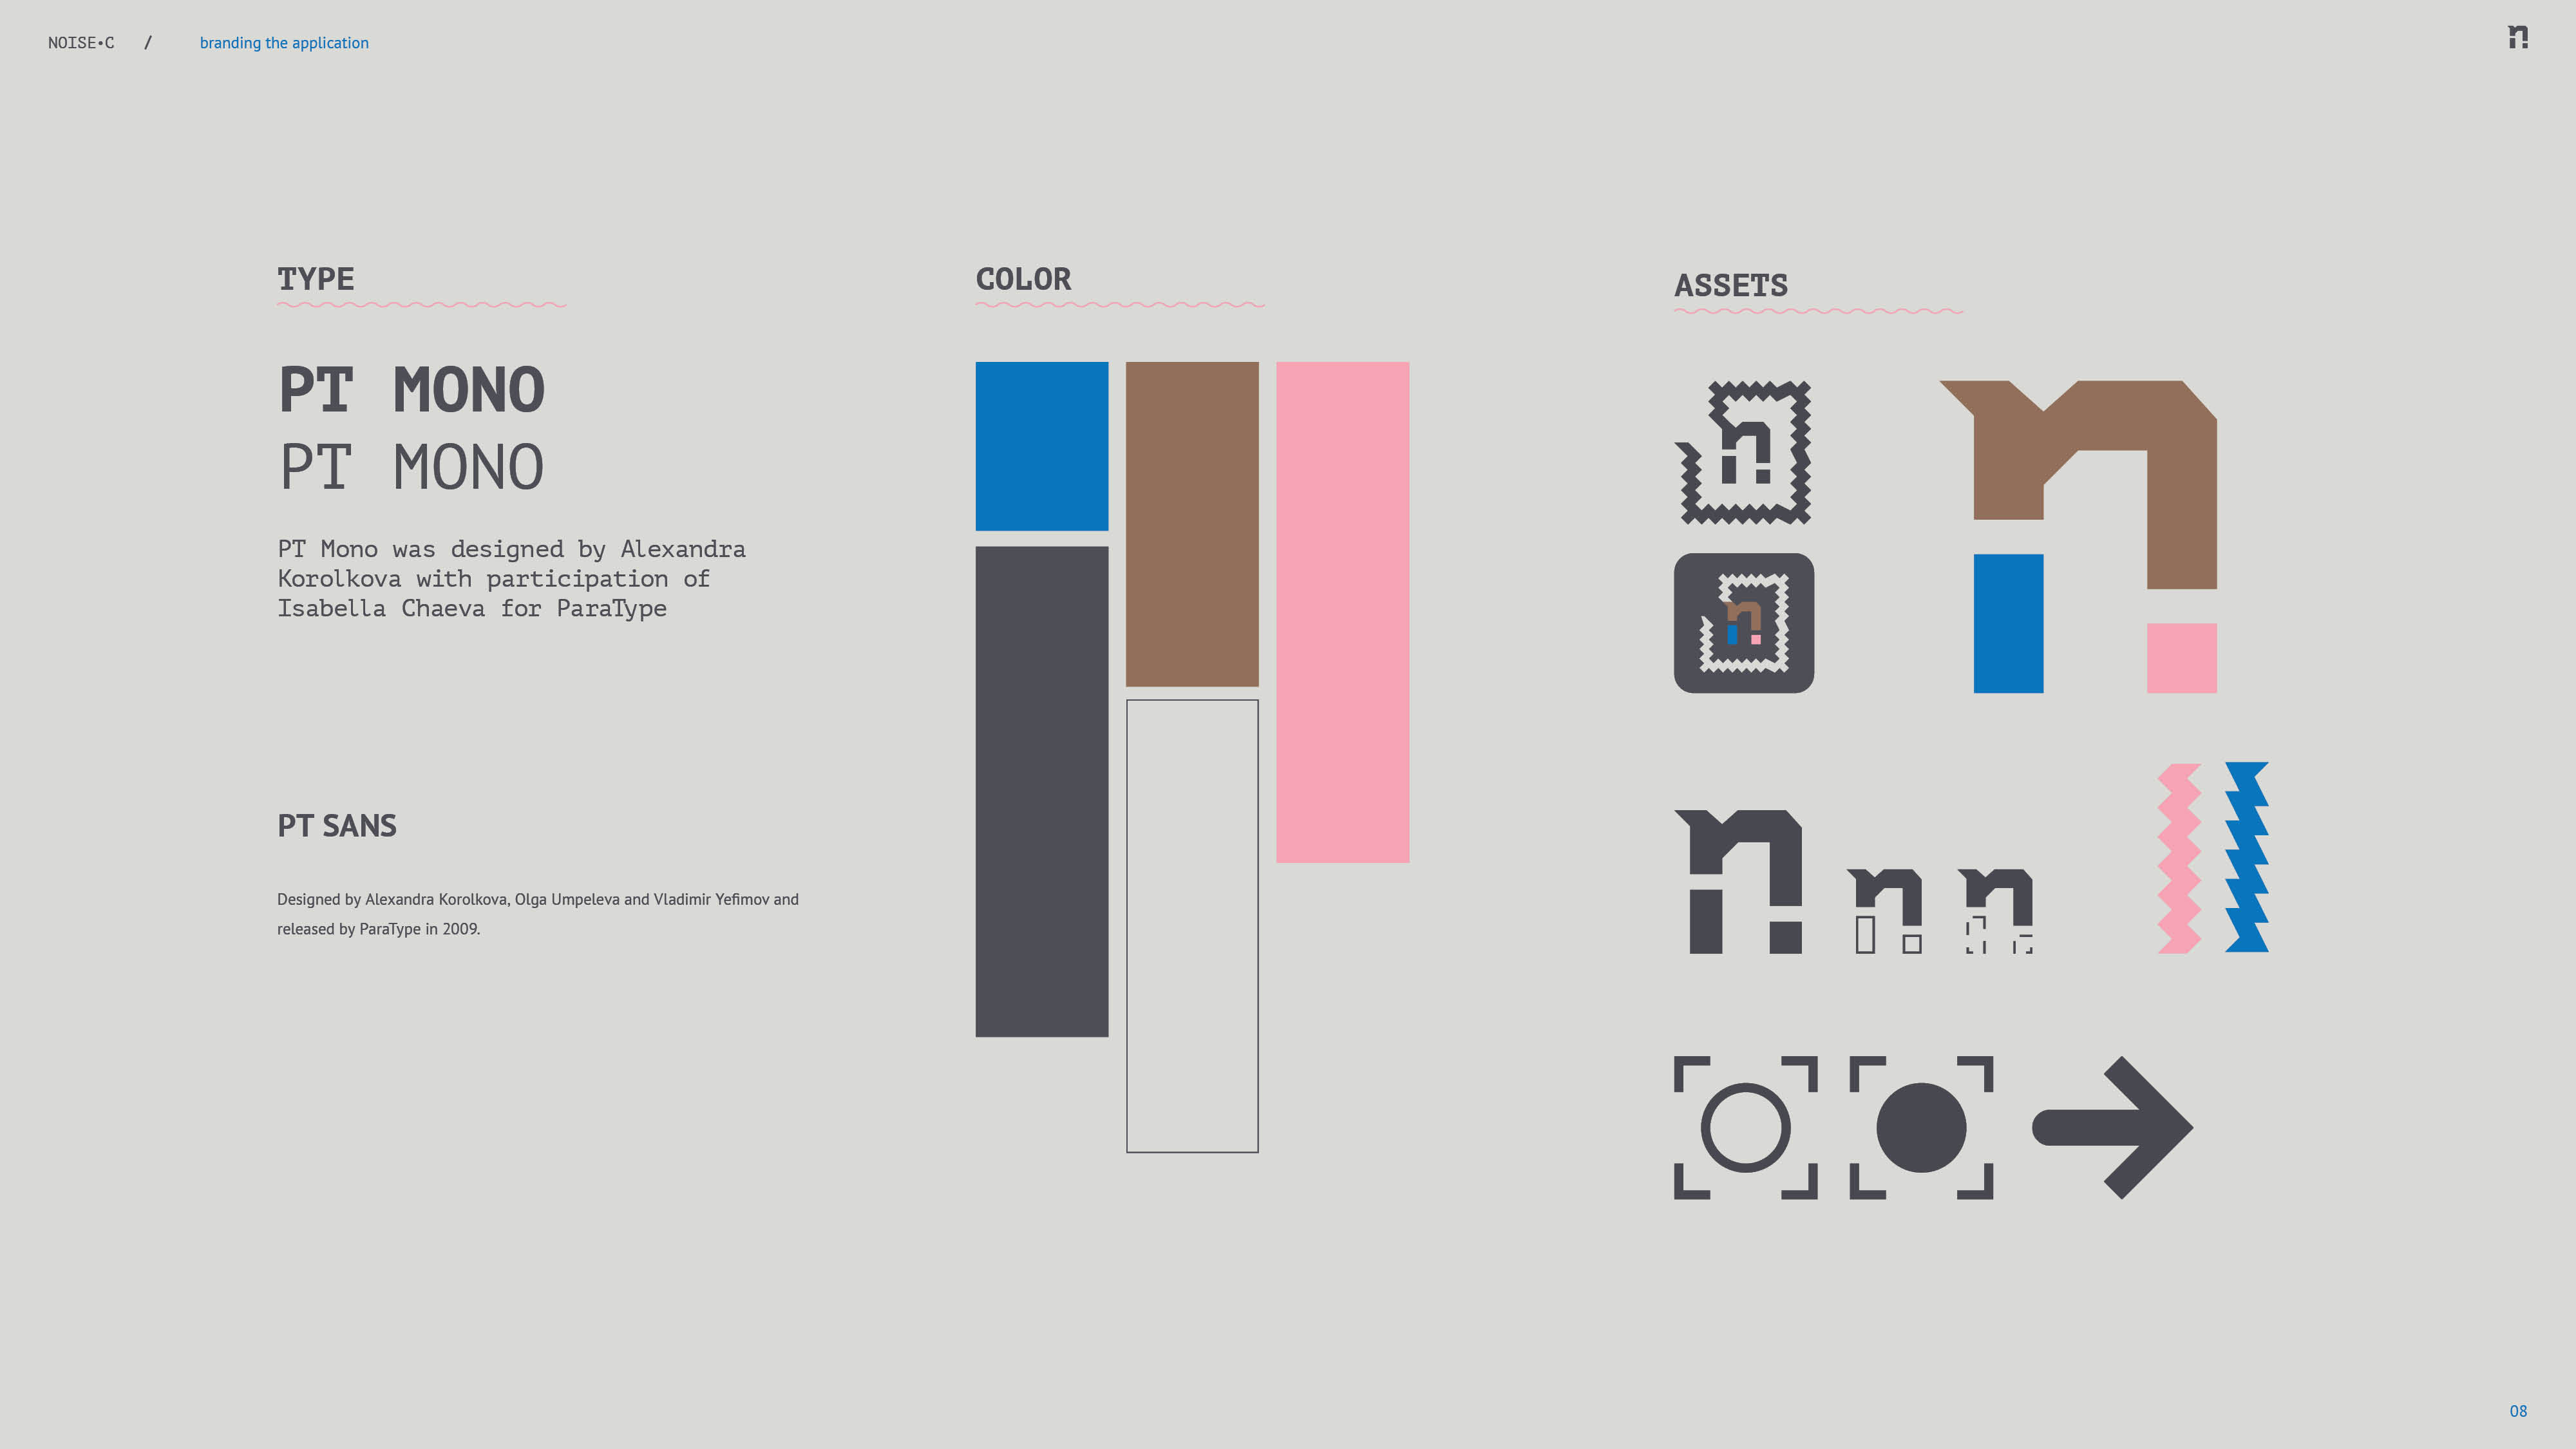 NOISE•C / branding the application
n
TYPE
PT MONO
PT MONO
PT Mono was designed by Alexandra
Korolkova with participation of
Isabella Chaeva for ParaType
PT SANS
Designed by Alexandra Korolkova, Olga Umpeleva and Vladimir Yefimov and
released by ParaType in 2009.
COLOR
ASSETS
n
n
n
n
n
n
08